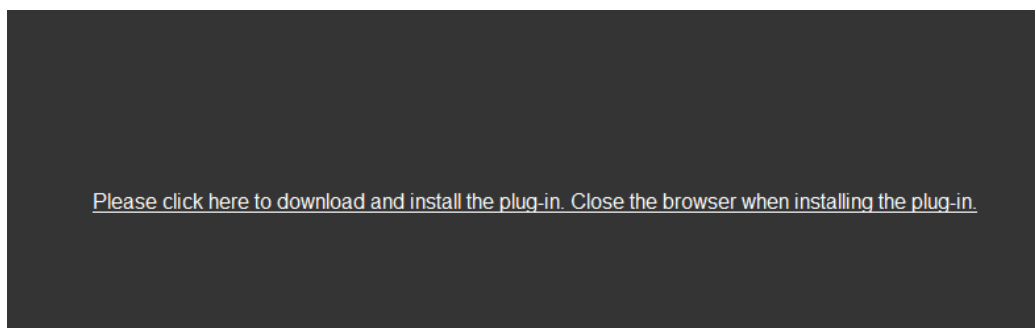 Please click here to download and install the plug-in. Close the browser when installing the plug-in.